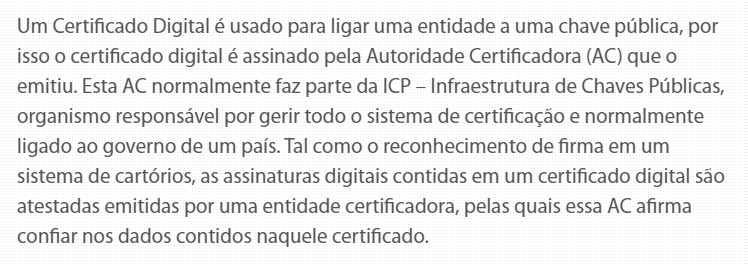 Um Certificado Digital é usado para ligar uma entidade a uma chave pública, por
isso o certificado digital é assinado pela Autoridade Certificadora (AC) que o
emitiu. Esta AC normalmente faz parte da ICP – Infraestrutura de Chaves Públicas,
organismo responsável por gerir todo o sistema de certificação e normalmente
ligado ao governo de um país. Tal como o reconhecimento de firma em um
sistema de cartórios, as assinaturas digitais contidas em um certificado digital são
atestadas emitidas por uma entidade certificadora, pelas quais essa AC afirma
confiar nos dados contidos naquele certificado.